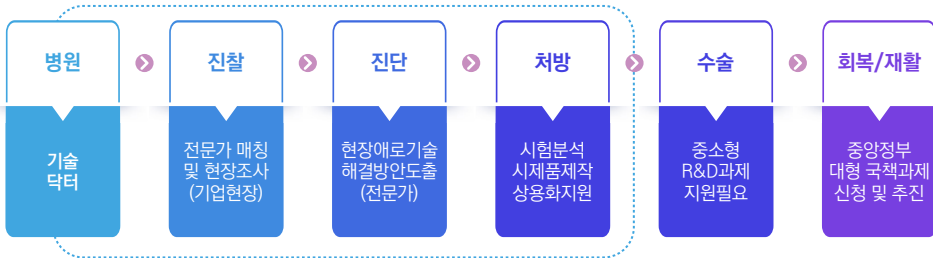 병원
진찰
진단
처방
수술
회복/재활
기술
닥터
전문가 매칭
및 현장조사
(기업현장)
현장애로기술
해결방안도출
(전문가)
시험분석
시제품제작
상용화지원
중소형
R&D과제
지원필요
중앙정부
대형 국책과제
신청 및 추진